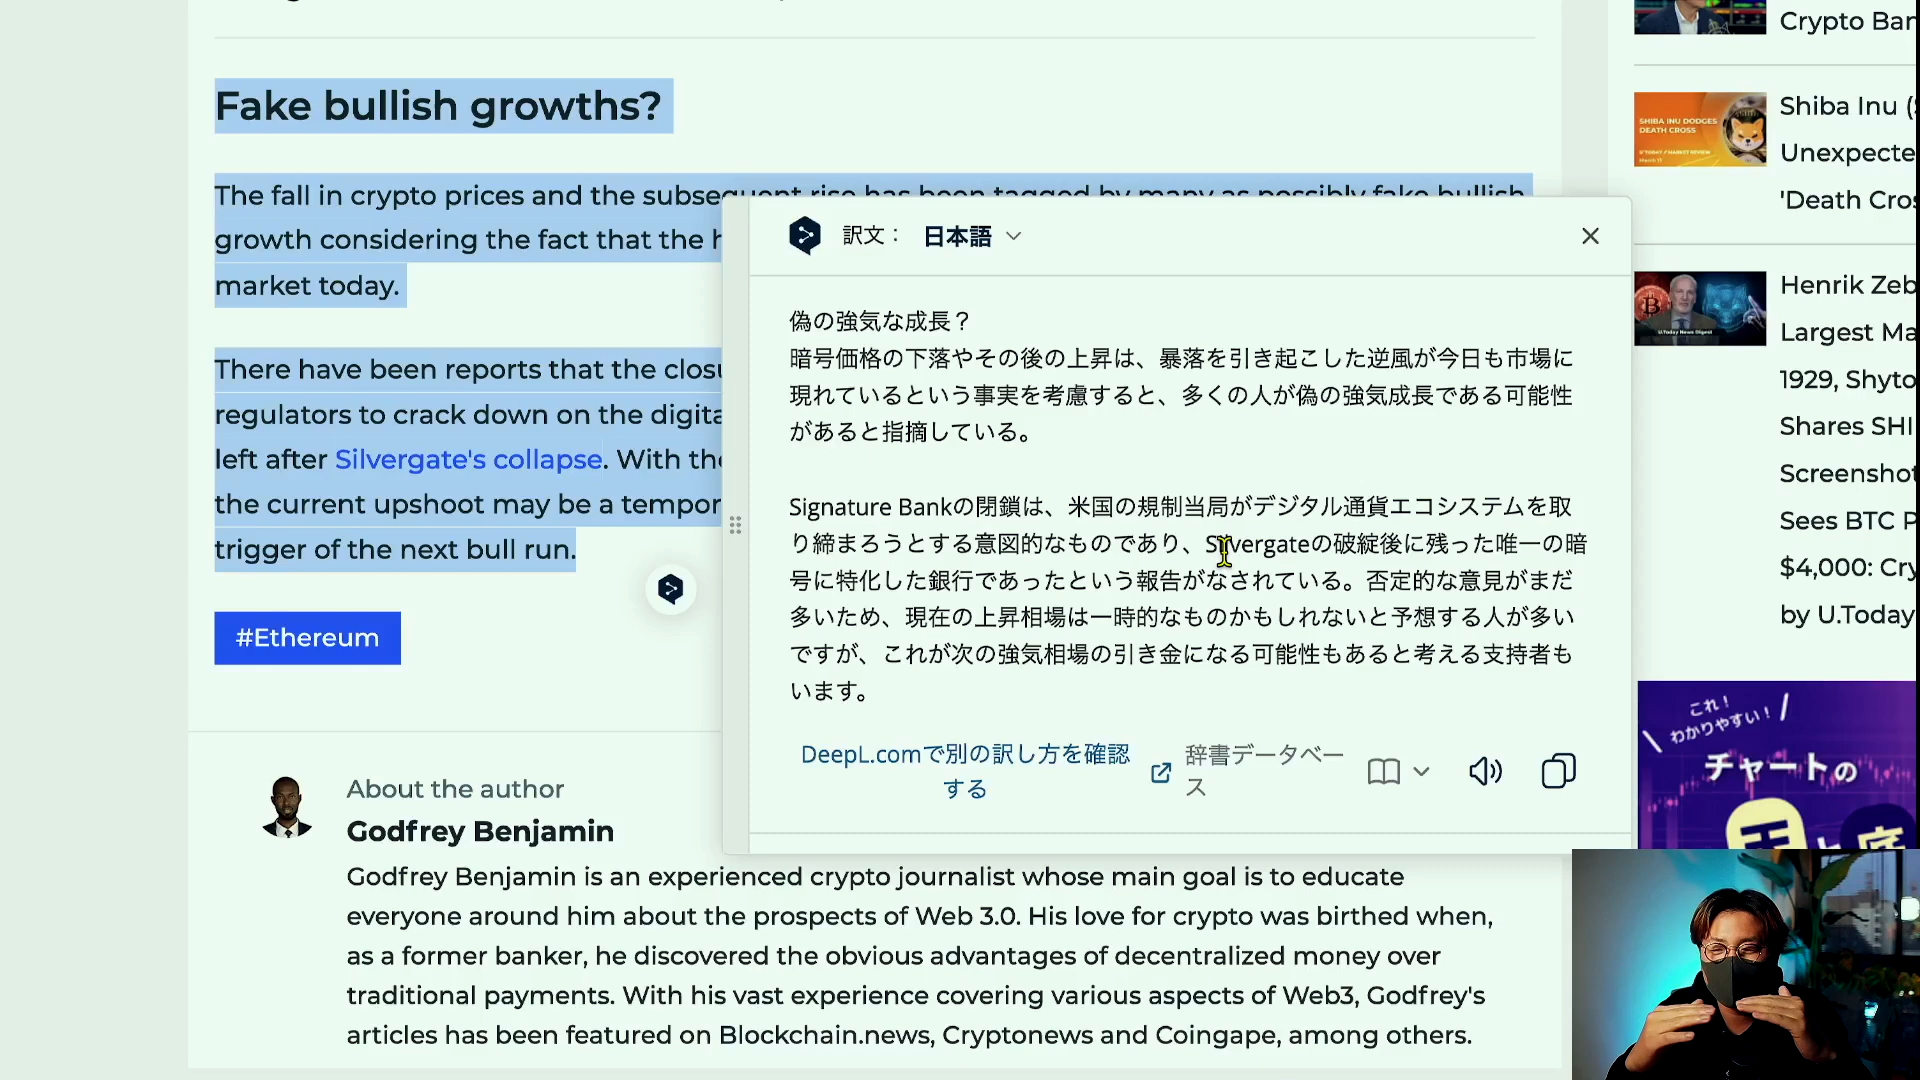 Fake bullish growths?
The fall in crypto prices and the subsequent rise has been tagged by many as possibly fake bullish
growth considering the fact that the h
market today.
There have been reports that the closu
regulators to crack down on the digita
left after Silvergate's collapse. With the
the current upshoot may be a tempor
trigger of the next bull run.
#Ethereum
訳文： 日本語
偽の強気な成長？
暗号価格の下落やその後の上昇は、暴落を引き起こした逆風が今日も市場に
現れているという事実を考慮すると、多くの人が偽の強気成長である可能性
があると指摘している。
Signature Bankの閉鎖は、米国の規制当局がデジタル通貨エコシステムを取
り締まろうとする意図的なものであり、Silvergateの破綻後に残った唯一の暗
号に特化した銀行であったという報告がなされている。否定的な意見がまだ
多いため、現在の上昇相場は一時的なものかもしれないと予想する人が多い
ですが、これが次の強気相場の引き金になる可能性もあると考える支持者も
います。
DeepL.comで別の訳し方を確認
する
辞書データベー
ス
About the author
Godfrey Benjamin
Godfrey Benjamin is an experienced crypto journalist whose main goal is to educate
everyone around him about the prospects of Web 3.0. His love for crypto was birthed when,
as a former banker, he discovered the obvious advantages of decentralized money over
traditional payments. With his vast experience covering various aspects of Web3, Godfrey's
articles has been featured on Blockchain.news, Cryptonews and Coingape, among others.
Crypto Ban
SHIBA INU DODGES
DEATH CROSS
Shiba Inu (
Unexpecte
'Death Cros
U.Today News Digest
Henrik Zeb
Largest Ma
1929, Shyto
Shares SHI
Screenshot
Sees BTC P
$4,000: Cry
by U.Today
これ！
わかりやすい！
チャートの